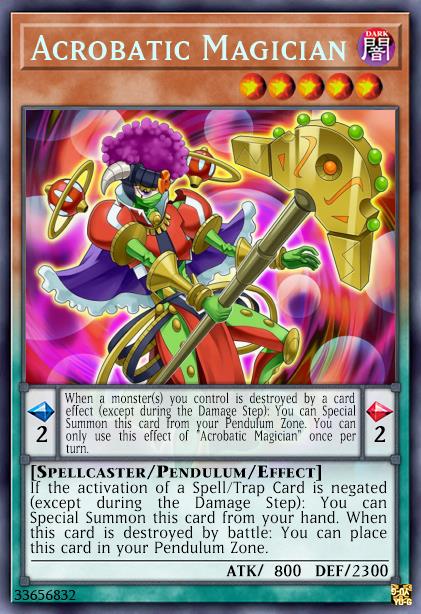 Acrobatic Magician
DARK
闇
When a monster(s) you control is destroyed by a card
effect (except during the Damage Step): You can Special
Summon this card from your Pendulum Zone. You can
only use this effect of "Acrobatic Magician" once per
turn.
2
2
[Spellcaster/Pendulum/Effect]
If the activation of a Spell/Trap Card is negated
(except during the Damage Step): You can
Special Summon this card from your hand. When
this card is destroyed by battle: You can place
this card in your Pendulum Zone.
ATK/ 800 DEF/2300
33656832